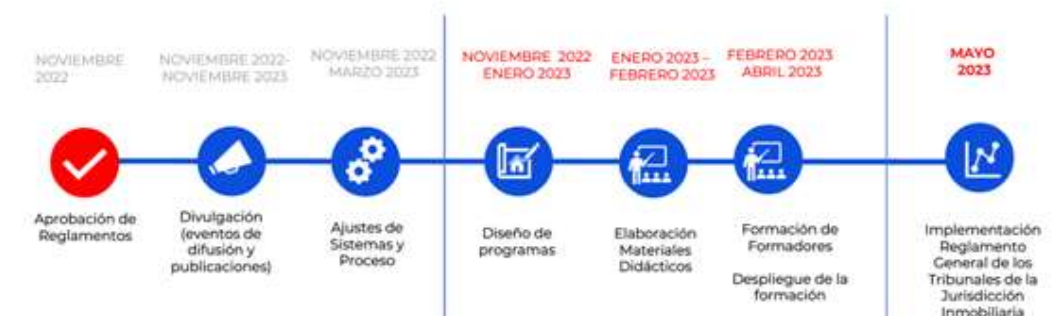 NOVIEMBRE
2022
NOVIEMBRE 2022-
NOVIEMBRE 2023
NOVIEMBRE 2022
MARZO 2023
NOVIEMBRE 2022
ENERO 2023
ENERO 2023 –
FEBRERO 2023
FEBRERO 2023
ABRIL 2023
MAYO
2023
Aprobación de
Reglamentos
Divulgación
(eventos de
difusión y
publicaciones)
Ajustes de
Sistemas y
Proceso
Diseño de
programas
Elaboración
Materiales
Didácticos
Formación de
Formadores
Despliegue de la
formación
Implementación
Reglamento
General de los
Tribunales de la
Jurisdicción
Inmobiliaria